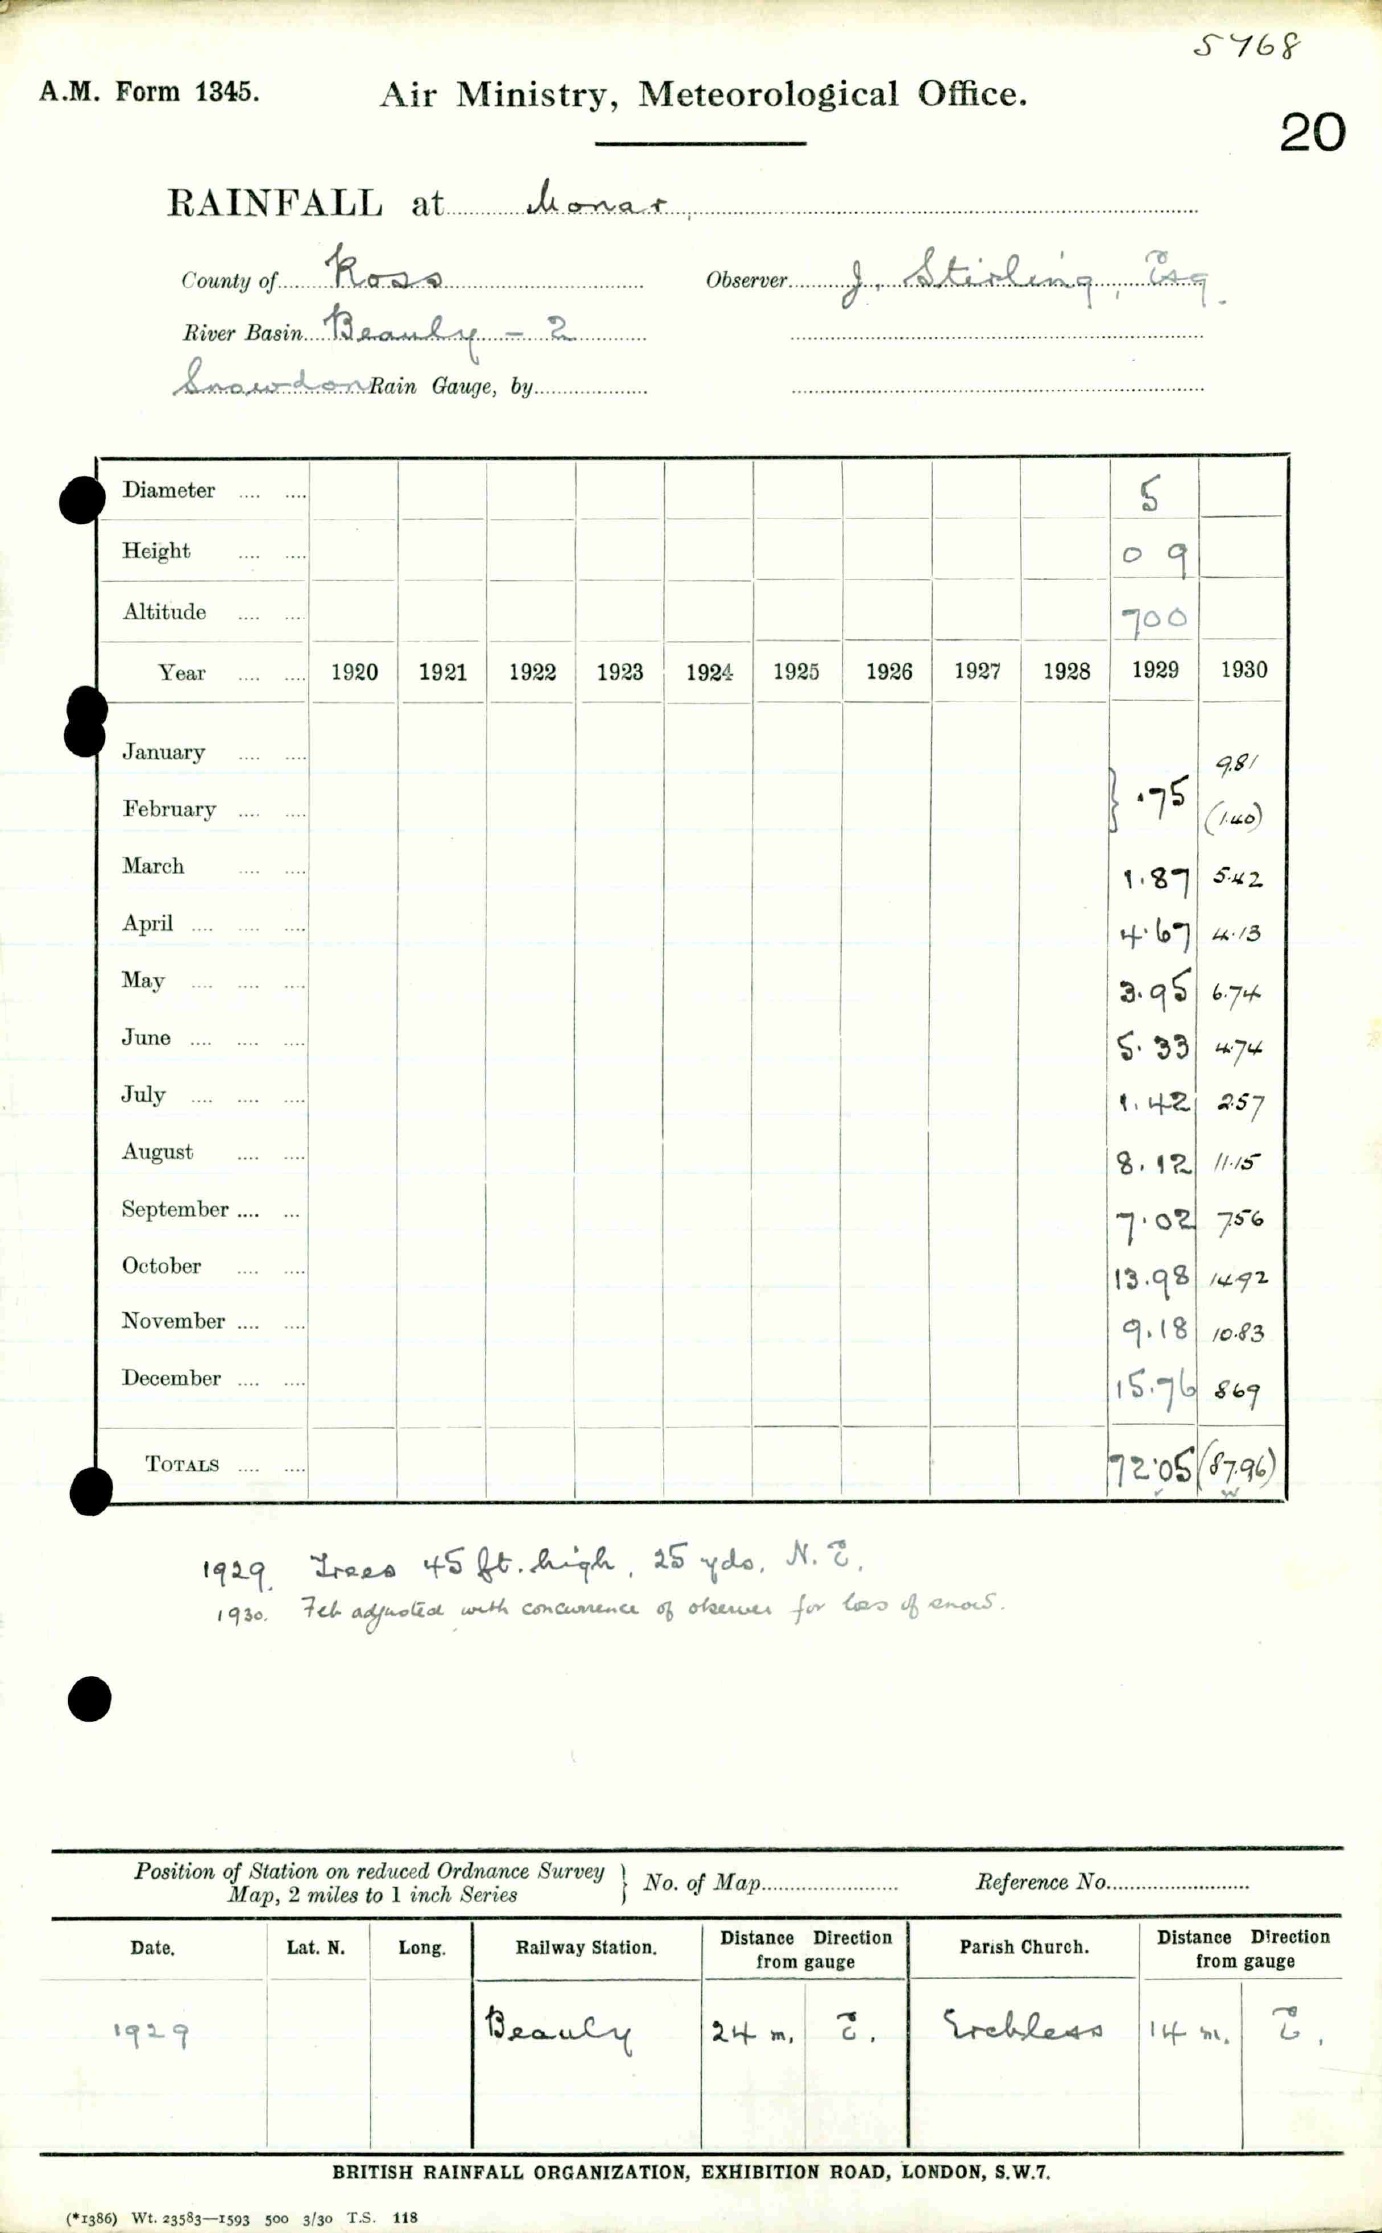 5768
A.M. Form 1345.
Air Ministry, Meteorological Office.
20
RAINFALL at Monar,
County of Ross
Observer J. Stirling, Esq.
River Basin Beauly - 2
Snowdon Rain Gauge, by
Diameter 5
Height 0 9
Altitude 700
Year 1920 1921 1922 1923 1924 1925 1926 1927 1928 1929 1930
January 9.81
February } .75 (1.40)
March 1.87 5.42
April 4.67 4.13
May 3.95 6.74
June 5.33 4.74
July 1.42 2.57
August 8.12 11.15
September 7.02 7.56
October 13.98 14.92
November 9.18 10.83
December 15.76 8.69
TOTALS 72.05 (87.96)
1929. Trees 45 ft. high, 25 yds. N.E.
1930. Feb adjusted with concurrence of observer for loss of snow.
Position of Station on reduced Ordnance Survey Map, 2 miles to 1 inch Series } No. of Map Reference No.
Date. Lat. N. Long. Railway Station. Distance Direction from gauge Parish Church. Distance Direction from gauge
1929 Beauly 24 m. E. Erchless 14 m. E.
BRITISH RAINFALL ORGANIZATION, EXHIBITION ROAD, LONDON, S.W.7.
(*1386) Wt. 23583—1593 500 3/30 T.S. 118